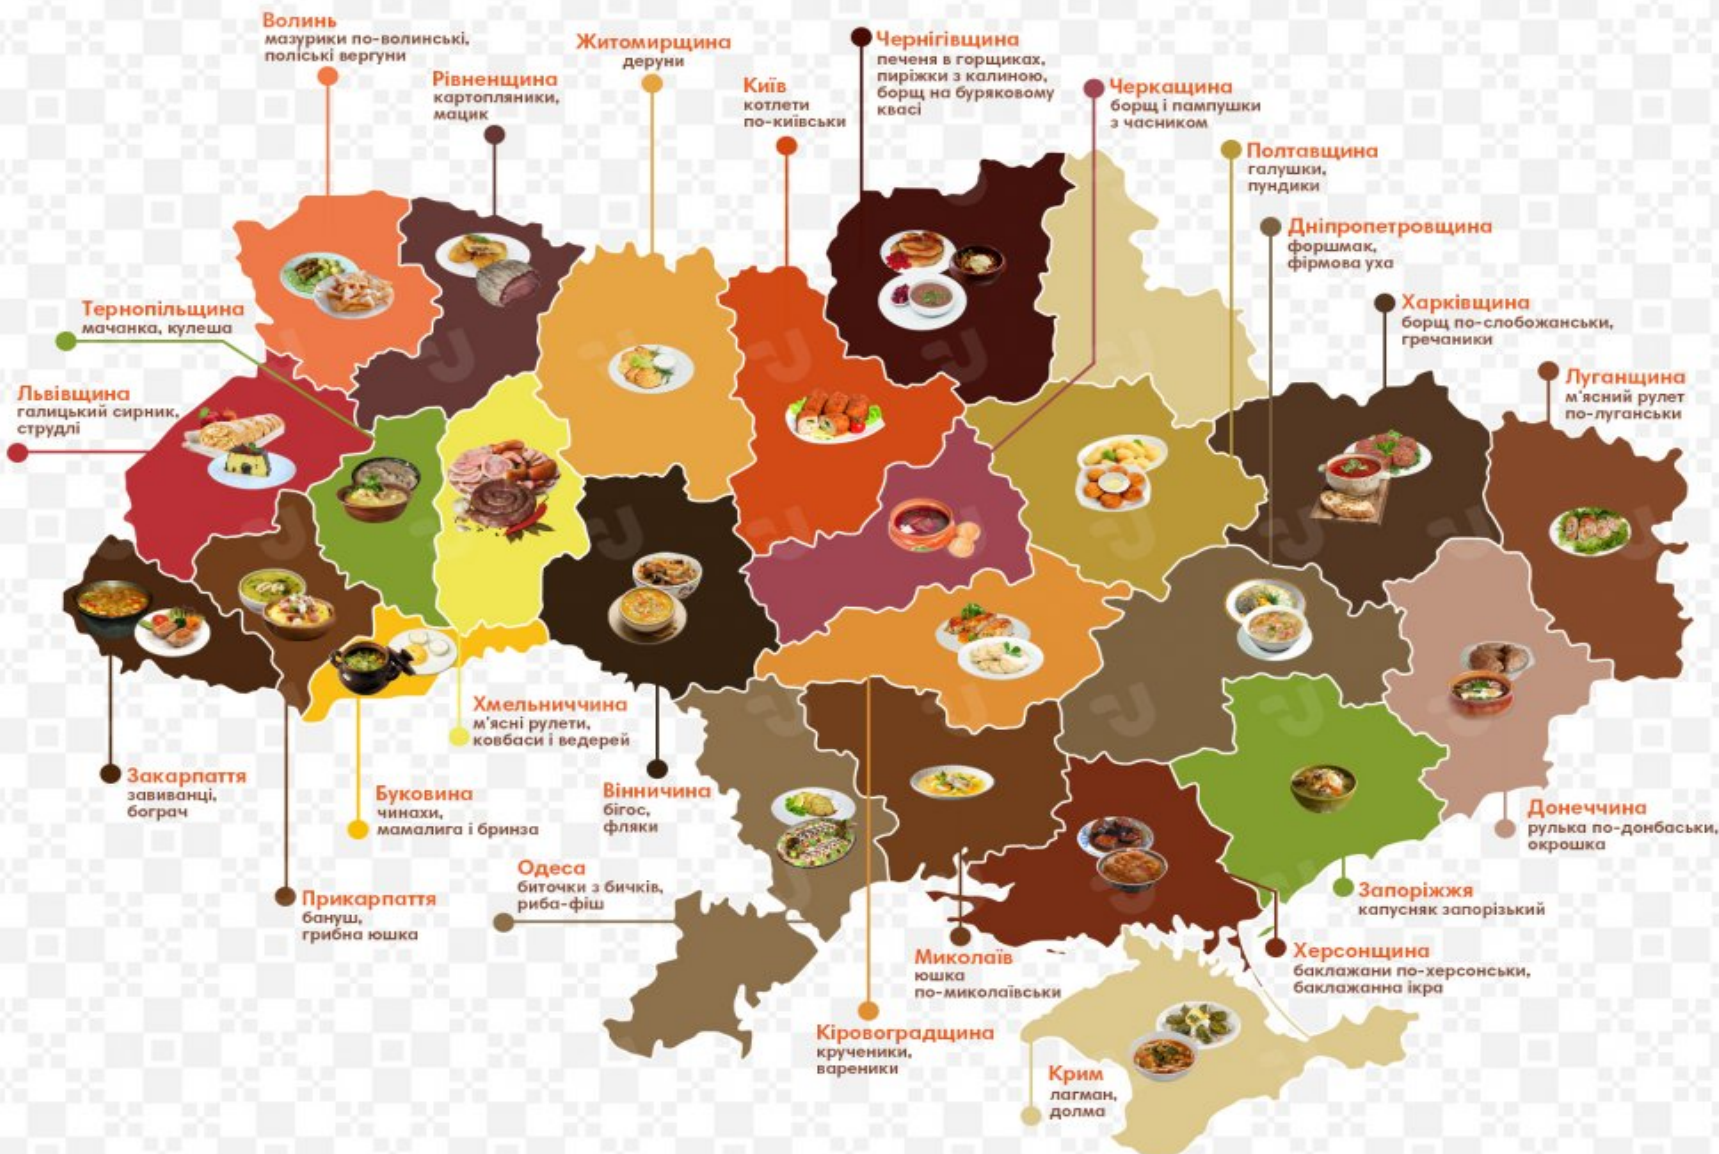 Волинь
мазурики по-волинські,
поліські вергуни
Рівненщина
картопляники,
мацик
Житомирщина
деруни
Київ
котлети
по-київськи
Чернігівщина
печеня в горщиках,
пиріжки з калиною,
борщ на буряковому
квасі
Черкащина
борщ і пампушки
з часником
Полтавщина
галушки,
пундики
Дніпропетровщина
форшмак,
фірмова уха
Харківщина
борщ по-слобожанськи,
гречаники
Луганщина
м'ясний рулет
по-луганськи
Тернопільщина
мачанка, кулеша
Львівщина
галицький сирник,
струдлі
Хмельниччина
м'ясні рулети,
ковбаси і ведерей
Закарпаття
завиванці,
бограч
Буковина
чинахи,
мамалига і бринза
Вінничина
бігос,
фляки
Донеччина
рулька по-донбаськи,
окрошка
Одеса
биточки з бичків,
риба-фіш
Прикарпаття
бануш,
грибна юшка
Запоріжжя
капусняк запорізький
Миколаїв
юшка
по-миколаївськи
Херсонщина
баклажани по-херсонськи,
баклажанна ікра
Кіровоградщина
крученики,
вареники
Крим
лагман,
долма